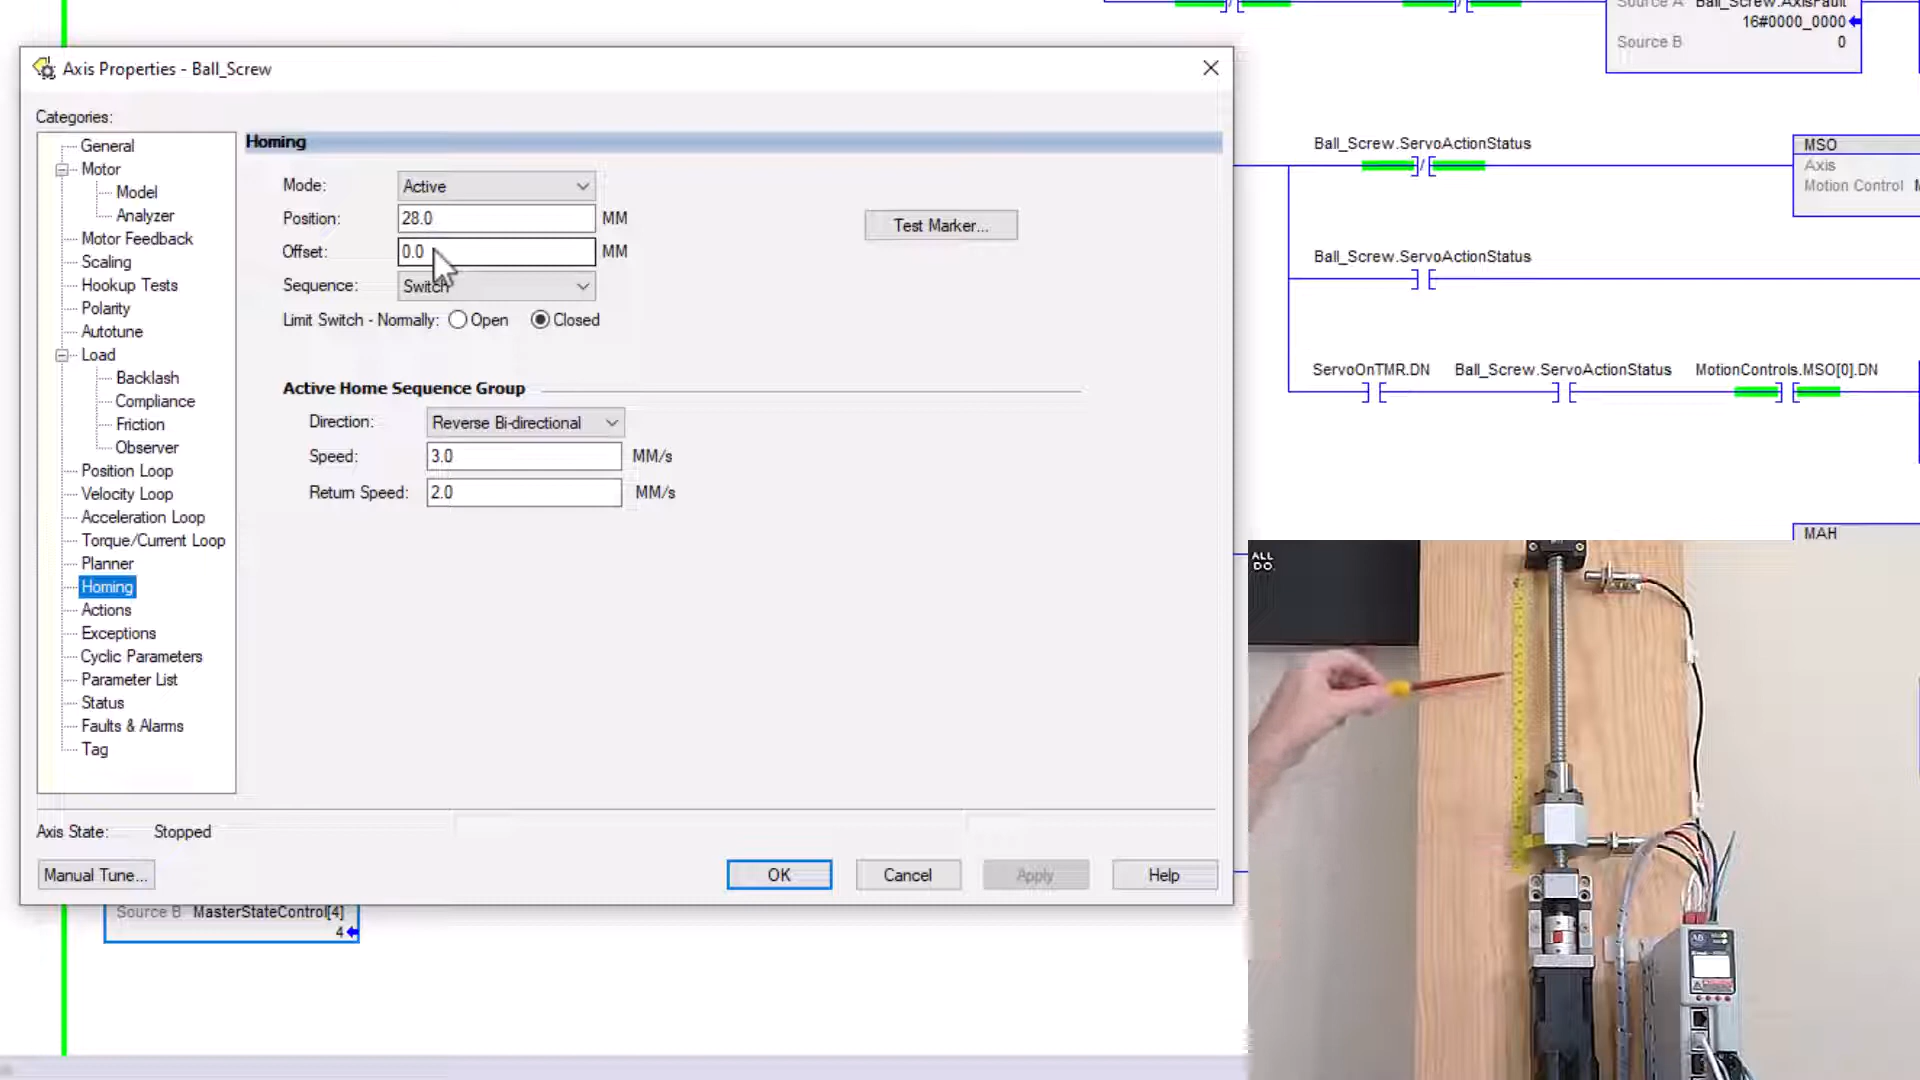 Source A Ball_Screw.AxisFault
16#0000_0000
Source B 0
Axis Properties - Ball_Screw
Categories:
General
Motor
Model
Analyzer
Motor Feedback
Scaling
Hookup Tests
Polarity
Autotune
Load
Backlash
Compliance
Friction
Observer
Position Loop
Velocity Loop
Acceleration Loop
Torque/Current Loop
Planner
Homing
Actions
Exceptions
Cyclic Parameters
Parameter List
Status
Faults & Alarms
Tag
Homing
Mode: Active
Position: 28.0 MM
Offset: 0.0 MM
Sequence: Switch
Limit Switch - Normally: Open Closed
Test Marker...
Active Home Sequence Group
Direction: Reverse Bi-directional
Speed: 3.0 MM/s
Return Speed: 2.0 MM/s
Axis State: Stopped
Manual Tune...
OK
Cancel
Apply
Help
Ball_Screw.ServoActionStatus
MSO
Axis
Motion Control
Ball_Screw.ServoActionStatus
ServoOnTMR.DN Ball_Screw.ServoActionStatus MotionControls.MSO[0].DN
MAH
Source B MasterStateControl[4]
4
ALL
DO.
AB